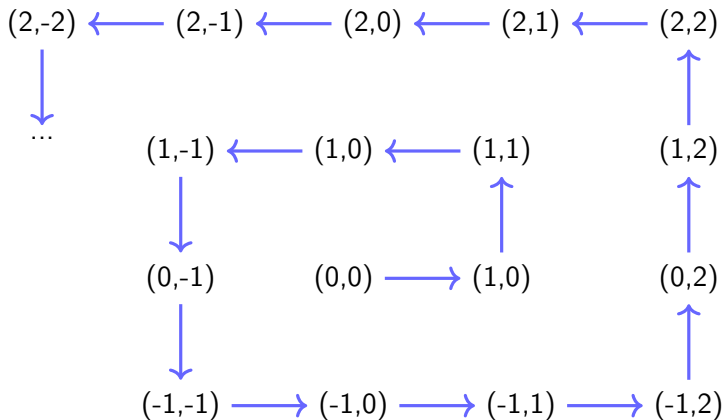 (2,-2) (2,-1) (2,0) (2,1) (2,2)
... (1,-1) (1,0) (1,1) (1,2)
(0,-1) (0,0) (1,0) (0,2)
(-1,-1) (-1,0) (-1,1) (-1,2)